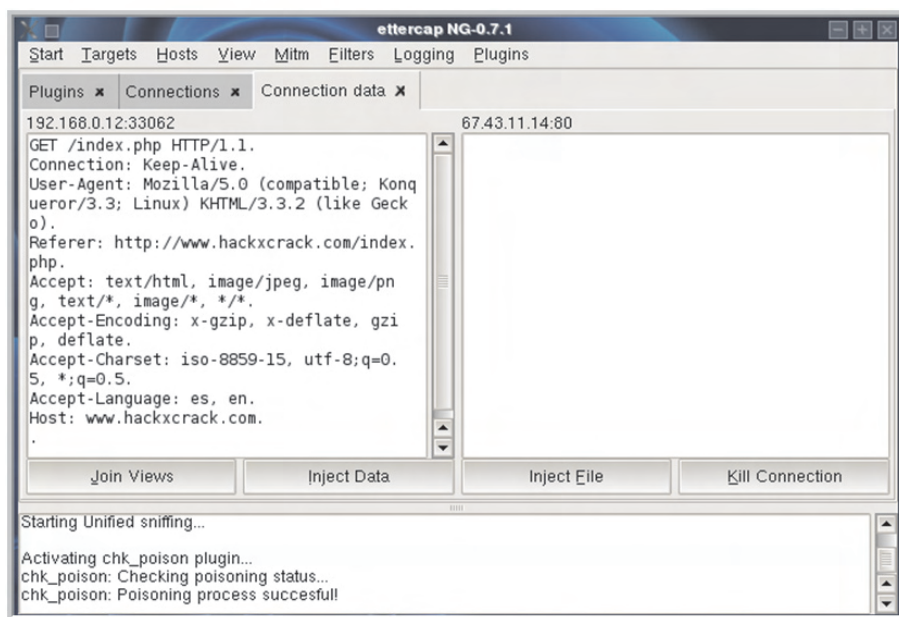 ettercap NG-0.7.1
Start Targets Hosts View Mitm Filters Logging Plugins
Plugins Connections Connection data
192.168.0.12:33062
GET /index.php HTTP/1.1.
Connection: Keep-Alive.
User-Agent: Mozilla/5.0 (compatible; Konq
ueror/3.3; Linux) KHTML/3.3.2 (like Geck
o).
Referer: http://www.hackxcrack.com/index.
php.
Accept: text/html, image/jpeg, image/pn
g, text/*, image/*, */*.
Accept-Encoding: x-gzip, x-deflate, gzi
p, deflate.
Accept-Charset: iso-8859-15, utf-8;q=0.
5, *;q=0.5.
Accept-Language: es, en.
Host: www.hackxcrack.com.
.
67.43.11.14:80
Join Views Inject Data Inject File Kill Connection
Starting Unified sniffing...
Activating chk_poison plugin...
chk_poison: Checking poisoning status...
chk_poison: Poisoning process succesful!